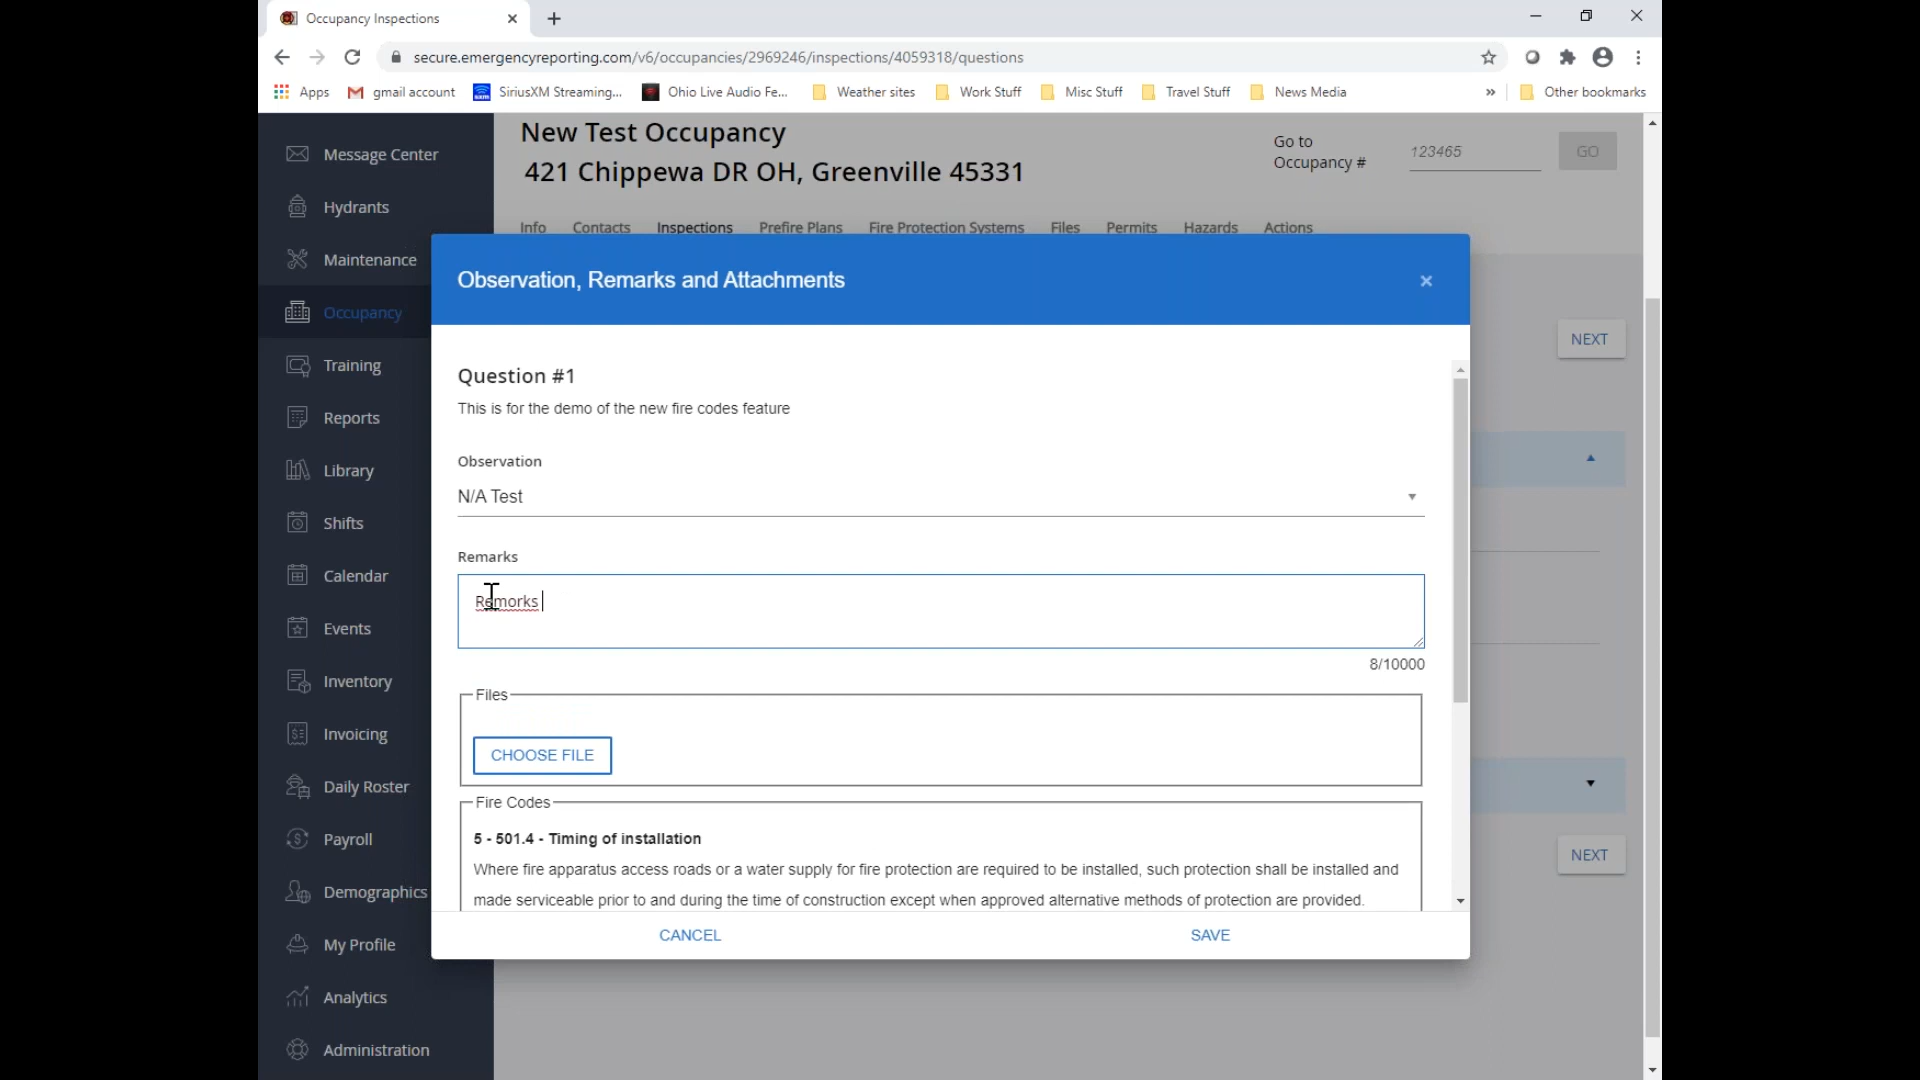 Occupancy Inspections
secure.emergencyreporting.com/v6/occupancies/2969246/inspections/4059318/questions
Apps
gmail account
SiriusXM Streaming...
Ohio Live Audio Fe...
Weather sites
Work Stuff
Misc Stuff
Travel Stuff
News Media
»
Other bookmarks
Message Center
Hydrants
Maintenance
Occupancy
Training
Reports
Library
Shifts
Calendar
Events
Inventory
Invoicing
Daily Roster
Payroll
Demographics
My Profile
Analytics
Administration
New Test Occupancy
421 Chippewa DR OH, Greenville 45331
Go to
Occupancy #
123465
GO
Info
Contacts
Inspections
Prefire Plans
Fire Protection Systems
Files
Permits
Hazards
Actions
NEXT
NEXT
Observation, Remarks and Attachments
Question #1
This is for the demo of the new fire codes feature
Observation
N/A Test
Remarks
Remorks
8/10000
Files
CHOOSE FILE
Fire Codes
5 - 501.4 - Timing of installation
Where fire apparatus access roads or a water supply for fire protection are required to be installed, such protection shall be installed and
made serviceable prior to and during the time of construction except when approved alternative methods of protection are provided.
CANCEL
SAVE